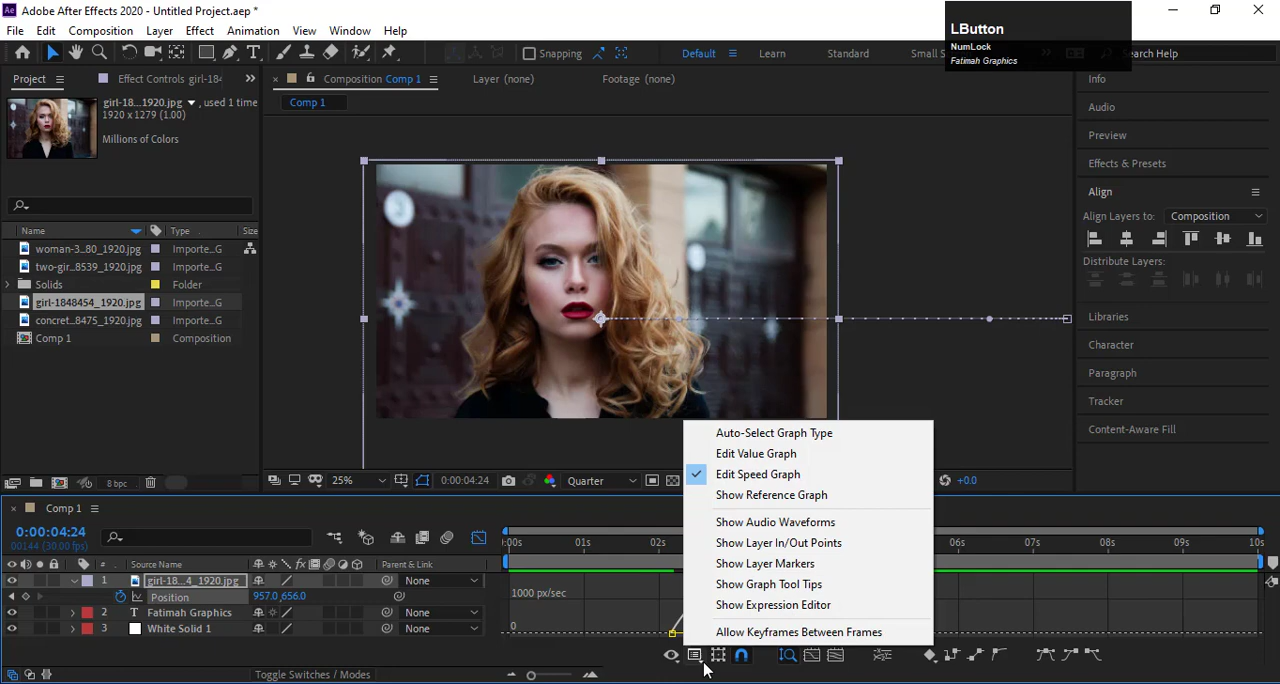 Adobe After Effects 2020 - Untitled Project.aep *
LButton
NumLock
Fatimah Graphics
File Edit Composition Layer Effect Animation View Window Help
Snapping
Default
Learn
Standard
Small S
Search Help
Project
Effect Controls girl-184
Composition Comp 1
Layer (none)
Footage (none)
Comp 1
girl-18...1920.jpg , used 1 time
1920 x 1279 (1.00)
Millions of Colors
Name
Type
Size
woman-3...80_1920.jpg Importe...G
two-gir...8539_1920.jpg Importe...G
Solids Folder
girl-1848454_1920.jpg Importe...G
concret...8475_1920.jpg Importe...G
Comp 1 Composition
8 bpc
25%
0:00:04:24
Quarter
+0.0
Info
Audio
Preview
Effects & Presets
Align
Align Layers to: Composition
Distribute Layers:
Libraries
Character
Paragraph
Tracker
Content-Aware Fill
Auto-Select Graph Type
Edit Value Graph
Edit Speed Graph
Show Reference Graph
Show Audio Waveforms
Show Layer In/Out Points
Show Layer Markers
Show Graph Tool Tips
Show Expression Editor
Allow Keyframes Between Frames
Comp 1
0:00:04:24
00144 (30.00 fps)
:00s 01s 02s 06s 07s 08s 09s 10s
# Source Name
Parent & Link
1 girl-18...4_1920.jpg None
Position 957.0,656.0
2 T Fatimah Graphics None
3 White Solid 1 None
1000 px/sec
0
Toggle Switches / Modes